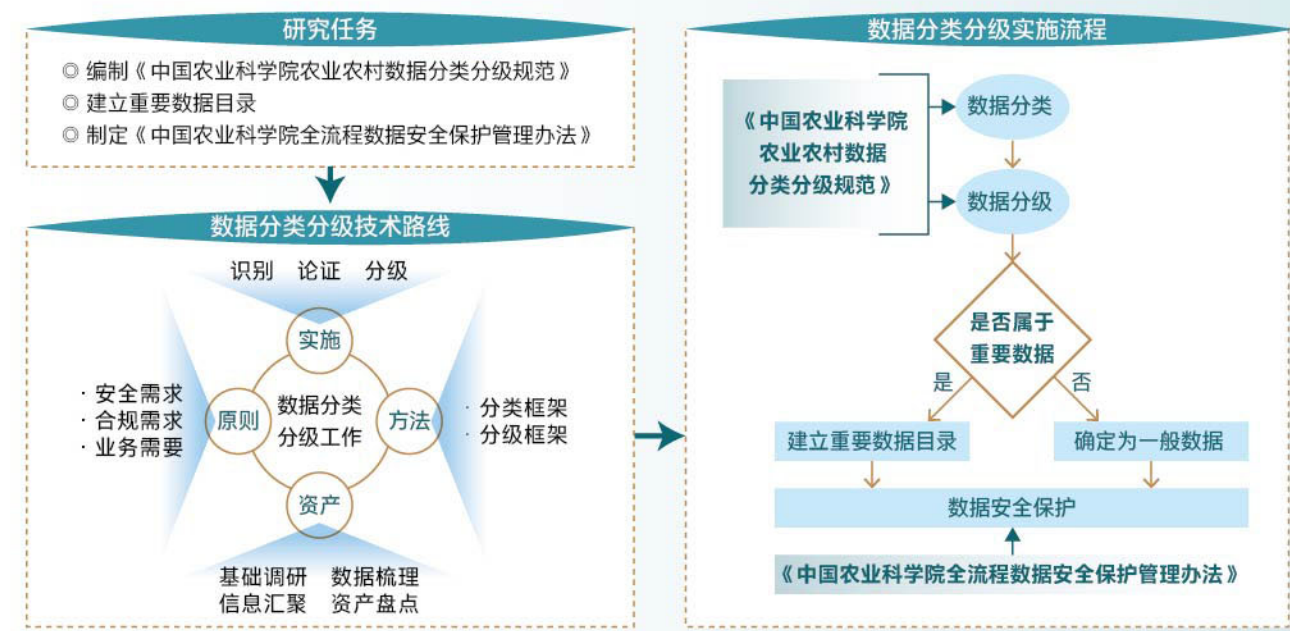 研究任务
◎ 编制《中国农业科学院农业农村数据分类分级规范》
◎ 建立重要数据目录
◎ 制定《中国农业科学院全流程数据安全保护管理办法》
数据分类分级技术路线
识别 论证 分级
实施
· 安全需求
· 合规需求
· 业务需要
原则
数据分类
分级工作
方法
· 分类框架
· 分级框架
资产
基础调研 数据梳理
信息汇聚 资产盘点
数据分类分级实施流程
《中国农业科学院
农业农村数据
分类分级规范》
数据分类
数据分级
是否属于
重要数据
是
否
建立重要数据目录
确定为一般数据
数据安全保护
《中国农业科学院全流程数据安全保护管理办法》